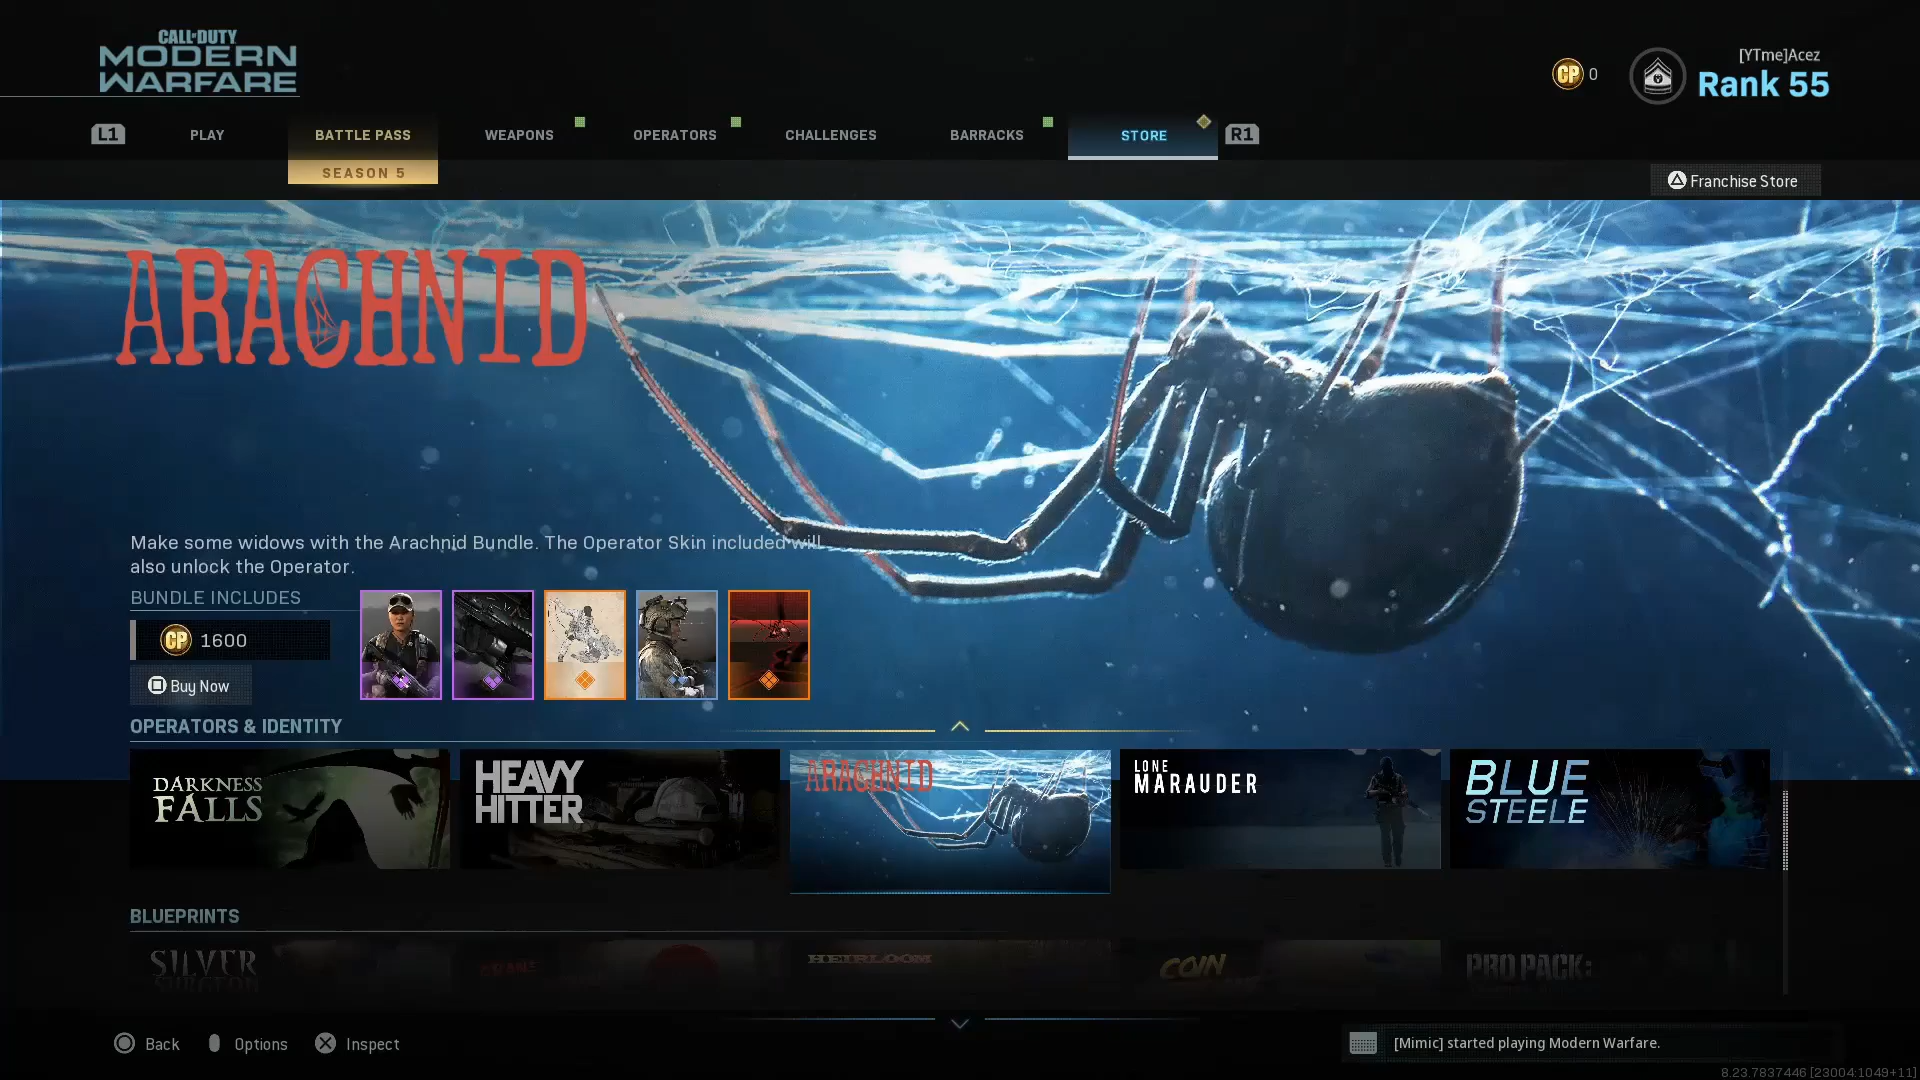 CALL OF DUTY
MODERN
WARFARE
CP 0
[YTme]Acez
Rank 55
L1
PLAY
BATTLE PASS
WEAPONS
OPERATORS
CHALLENGES
BARRACKS
STORE
R1
SEASON 5
Franchise Store
ARACHNID
Make some widows with the Arachnid Bundle. The Operator Skin included will
also unlock the Operator.
BUNDLE INCLUDES
CP 1600
Buy Now
OPERATORS & IDENTITY
DARKNESS
FALLS
HEAVY
HITTER
ARACHNID
LONE
MARAUDER
BLUE
STEELE
BLUEPRINTS
SILVER
SURGEON
HEIRLOOM
COIN
PRO PACK:
Back
Options
Inspect
[Mimic] started playing Modern Warfare.
8.23.7837446 [23004:1049+11]